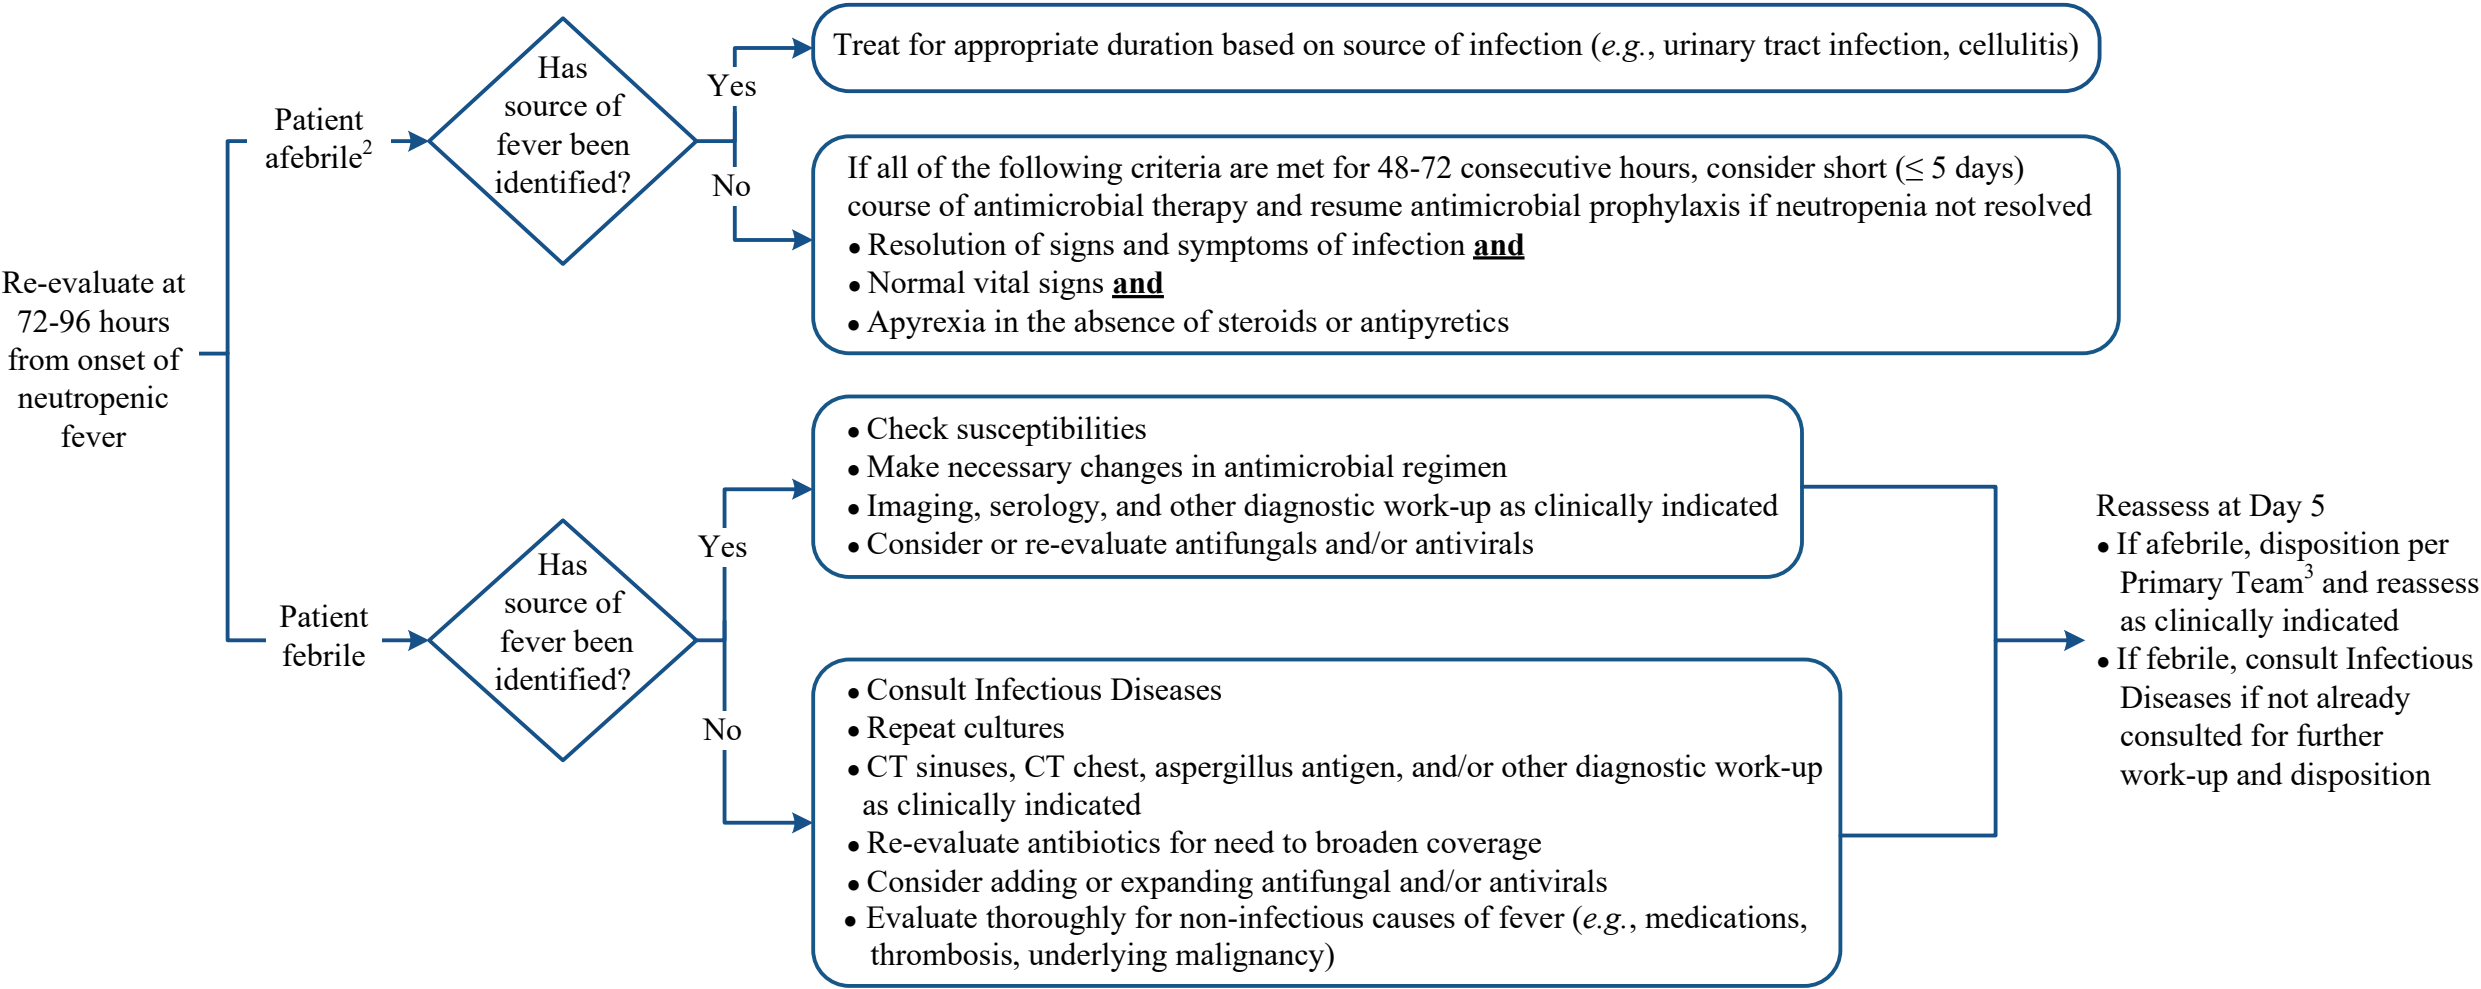 Re-evaluate at
72-96 hours
from onset of
neutropenic
fever
Patient
afebrile2
Has
source of
fever been
identified?
Yes
Treat for appropriate duration based on source of infection (e.g., urinary tract infection, cellulitis)
No
If all of the following criteria are met for 48-72 consecutive hours, consider short (≤ 5 days)
course of antimicrobial therapy and resume antimicrobial prophylaxis if neutropenia not resolved
• Resolution of signs and symptoms of infection and
• Normal vital signs and
• Apyrexia in the absence of steroids or antipyretics
Patient
febrile
Has
source of
fever been
identified?
Yes
• Check susceptibilities
• Make necessary changes in antimicrobial regimen
• Imaging, serology, and other diagnostic work-up as clinically indicated
• Consider or re-evaluate antifungals and/or antivirals
No
• Consult Infectious Diseases
• Repeat cultures
• CT sinuses, CT chest, aspergillus antigen, and/or other diagnostic work-up
as clinically indicated
• Re-evaluate antibiotics for need to broaden coverage
• Consider adding or expanding antifungal and/or antivirals
• Evaluate thoroughly for non-infectious causes of fever (e.g., medications,
thrombosis, underlying malignancy)
Reassess at Day 5
• If afebrile, disposition per
Primary Team3 and reassess
as clinically indicated
• If febrile, consult Infectious
Diseases if not already
consulted for further
work-up and disposition